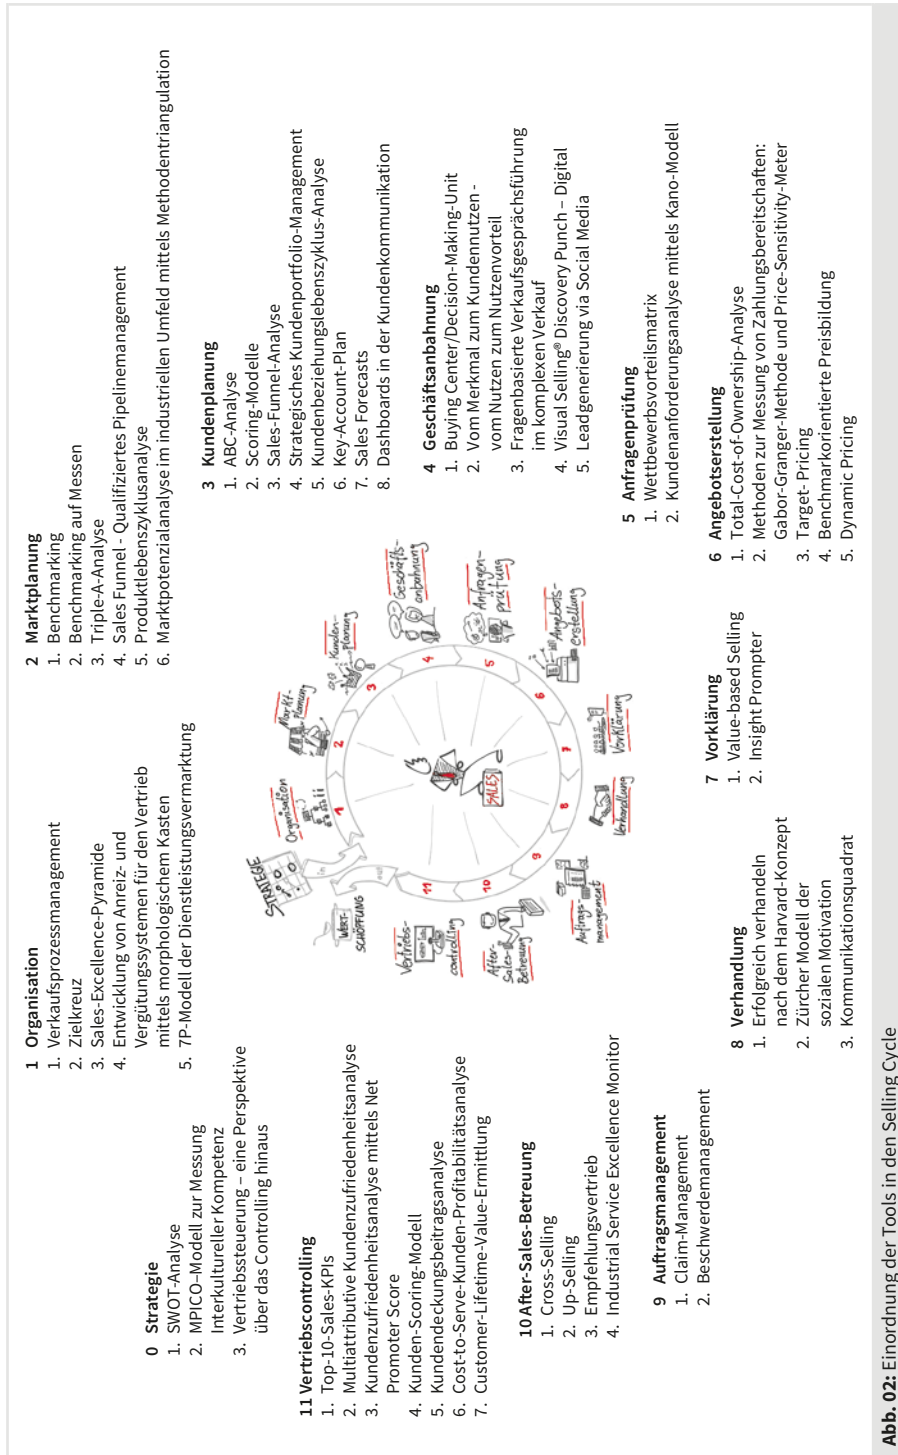 0 Strategie
1. SWOT-Analyse
2. MPICO–Modell zur Messung
Interkultureller Kompetenz
3. Vertriebssteuerung – eine Perspektive
über das Controlling hinaus
1 Organisation
1. Verkaufsprozessmanagement
2. Zielkreuz
3. Sales-Excellence-Pyramide
4. Entwicklung von Anreiz- und
Vergütungssystemen für den Vertrieb
mittels morphologischem Kasten
5. 7P-Modell der Dienstleistungsvermarktung
2 Marktplanung
1. Benchmarking
2. Benchmarking auf Messen
3. Triple-A-Analyse
4. Sales Funnel - Qualifiziertes Pipelinemanagement
5. Produktlebenszyklusanalyse
6. Marktpotenzialanalyse im industriellen Umfeld mittels Methodentriangulation
3 Kundenplanung
1. ABC-Analyse
2. Scoring-Modelle
3. Sales-Funnel-Analyse
4. Strategisches Kundenportfolio-Management
5. Kundenbeziehungslebenszyklus-Analyse
6. Key-Account-Plan
7. Sales Forecasts
8. Dashboards in der Kundenkommunikation
4 Geschäftsanbahnung
1. Buying Center/Decision-Making-Unit
2. Vom Merkmal zum Kundennutzen -
vom Nutzen zum Nutzenvorteil
3. Fragenbasierte Verkaufsgesprächsführung
im komplexen Verkauf
4. Visual Selling® Discovery Punch – Digital
5. Leadgenerierung via Social Media
5 Anfragenprüfung
1. Wettbewerbsvorteilsmatrix
2. Kundenanforderungsanalyse mittels Kano-Modell
6 Angebotserstellung
1. Total-Cost-of-Ownership-Analyse
2. Methoden zur Messung von Zahlungsbereitschaften:
Gabor-Granger-Methode und Price-Sensitivity-Meter
3. Target- Pricing
4. Benchmarkorientierte Preisbildung
5. Dynamic Pricing
7 Vorklärung
1. Value-based Selling
2. Insight Prompter
8 Verhandlung
1. Erfolgreich verhandeln
nach dem Harvard-Konzept
2. Zürcher Modell der
sozialen Motivation
3. Kommunikationsquadrat
9 Auftragsmanagement
1. Claim-Management
2. Beschwerdemanagement
10 After-Sales-Betreuung
1. Cross-Selling
2. Up-Selling
3. Empfehlungsvertrieb
4. Industrial Service Excellence Monitor
11 Vertriebscontrolling
1. Top-10-Sales-KPIs
2. Multiattributive Kundenzufriedenheitsanalyse
3. Kundenzufriedenheitsanalyse mittels Net
Promoter Score
4. Kunden-Scoring-Modell
5. Kundendeckungsbeitragsanalyse
6. Cost-to-Serve-Kunden-Profitabilitätsanalyse
7. Customer-Lifetime-Value-Ermittlung
STRATEGIE
in
out
WERT-
SCHÖPFUNG
Organisation
1
Markt-
planung
2
Kunden-
planung
3
Geschäfts-
anbahnung
4
Anfragen-
prüfung
5
Angebots-
erstellung
6
Vorklärung
7
Verhandlung
8
Auftrags-
management
9
After-
Sales-
Betreuung
10
Vertriebs-
controlling
11
SALES
Abb. 02: Einordnung der Tools in den Selling Cycle